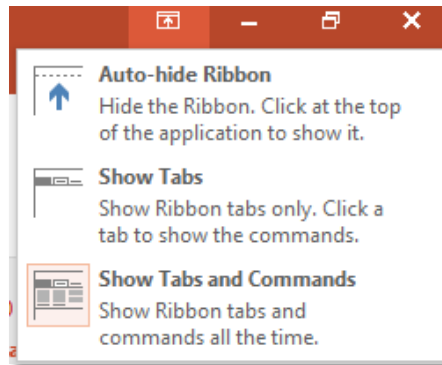 Auto-hide Ribbon
Hide the Ribbon. Click at the top
of the application to show it.
Show Tabs
Show Ribbon tabs only. Click a
tab to show the commands.
Show Tabs and Commands
Show Ribbon tabs and
commands all the time.